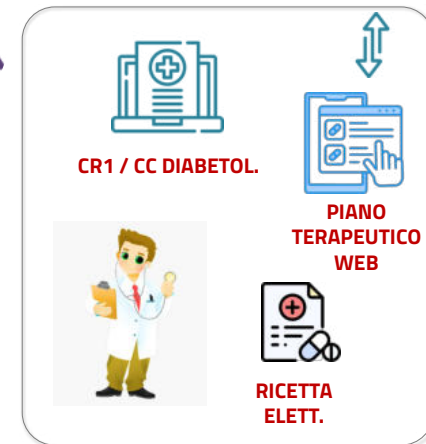 CR1 / CC DIABETOL.
PIANO
TERAPEUTICO
WEB
RICETTA
ELETT.